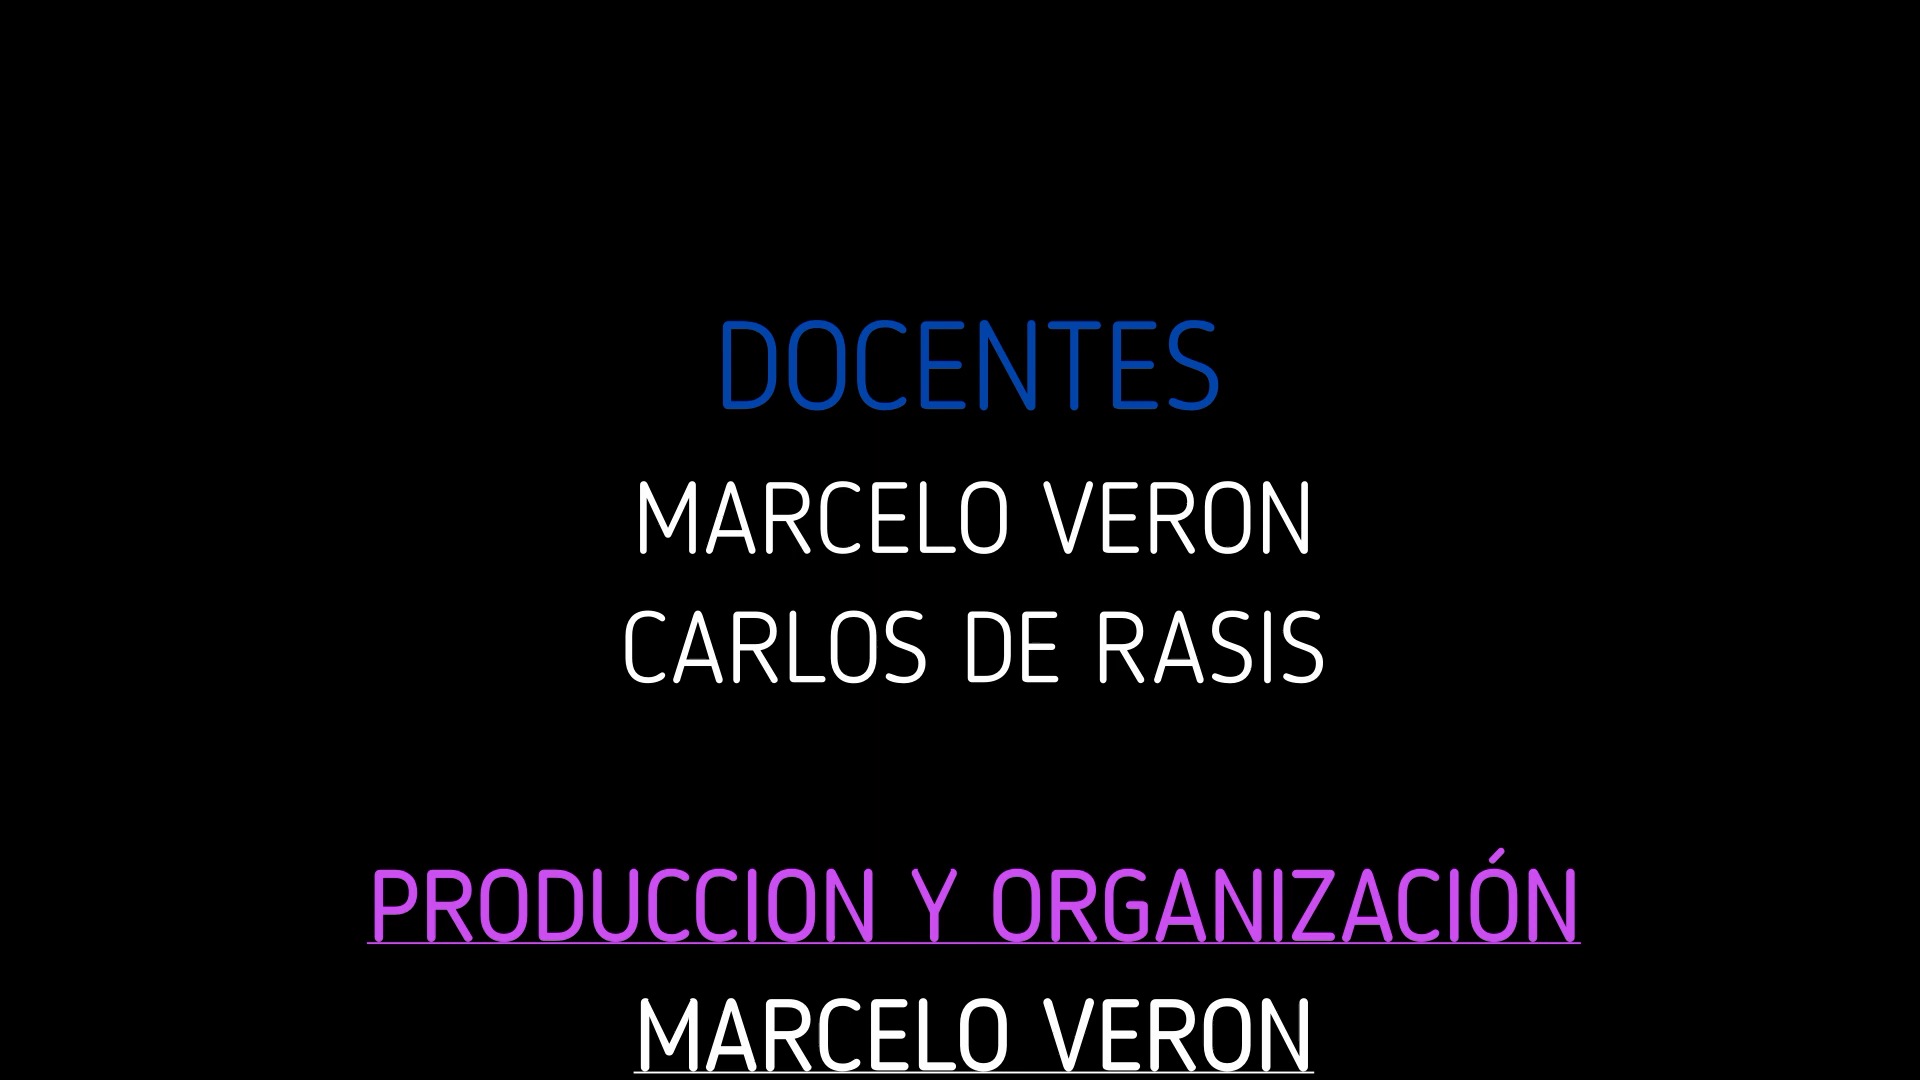 DOCENTES
MARCELO VERON
CARLOS DE RASIS
PRODUCCION Y ORGANIZACIÓN
MARCELO VERON